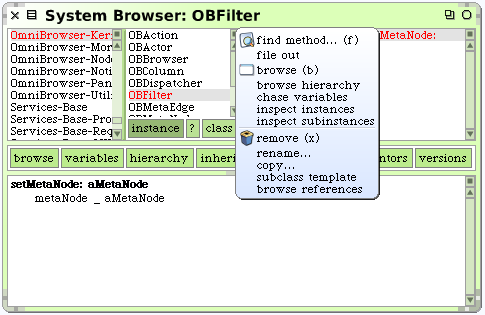 System Browser: OBFilter
OmniBrowser-Ker
OmniBrowser-Mor
OmniBrowser-Node
OmniBrowser-Noti
OmniBrowser-Pan
OmniBrowser-Util
Services-Base
Services-Base-Pro
Services-Base-Req
OBAction
OBActor
OBBrowser
OBColumn
OBDispatcher
OBFilter
OBMetaEdge
instance
?
class
etaNode:
find method... (f)
file out
browse (b)
browse hierarchy
chase variables
inspect instances
inspect subinstances
remove (x)
rename...
copy...
subclass template
browse references
browse
variables
hierarchy
inheri
ntors
versions
setMetaNode: aMetaNode
metaNode _ aMetaNode